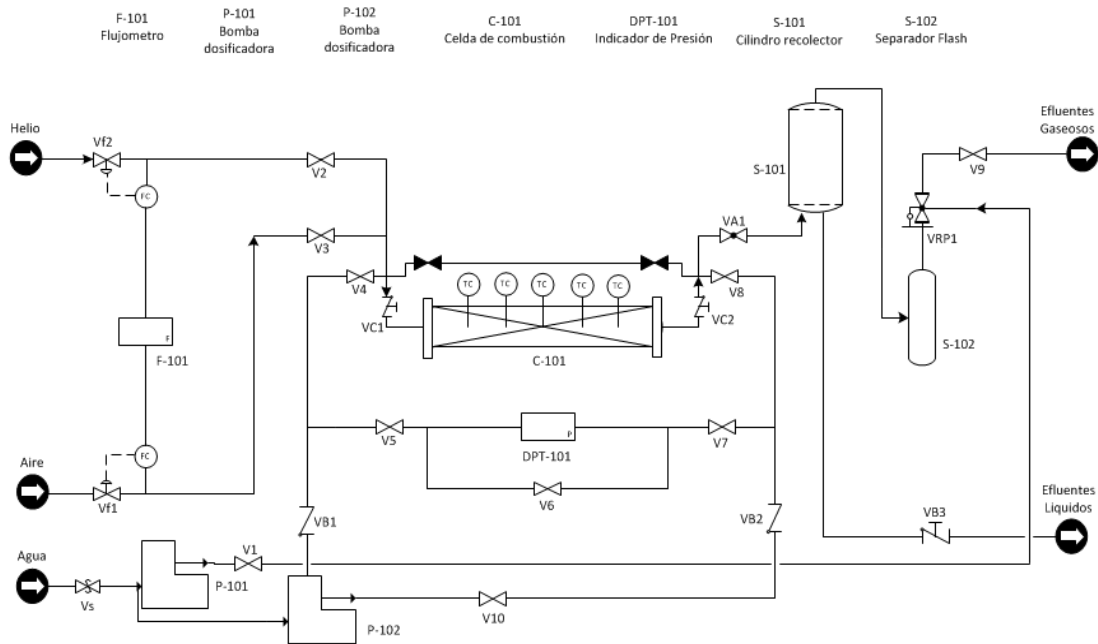 F-101
Flujometro
P-101
Bomba
dosificadora
P-102
Bomba
dosificadora
C-101
Celda de combustión
DPT-101
Indicador de Presión
S-101
Cilindro recolector
S-102
Separador Flash
Helio
Vf2
FC
V2
V3
V4
VC1
TC
TC
TC
TC
TC
C-101
VC2
V8
VA1
S-101
Efluentes
Gaseosos
V9
VRP1
S-102
F
F-101
FC
Aire
Vf1
V5
P
DPT-101
V7
V6
VB1
VB2
VB3
Efluentes
Liquidos
Agua
Vs
V1
P-101
P-102
V10